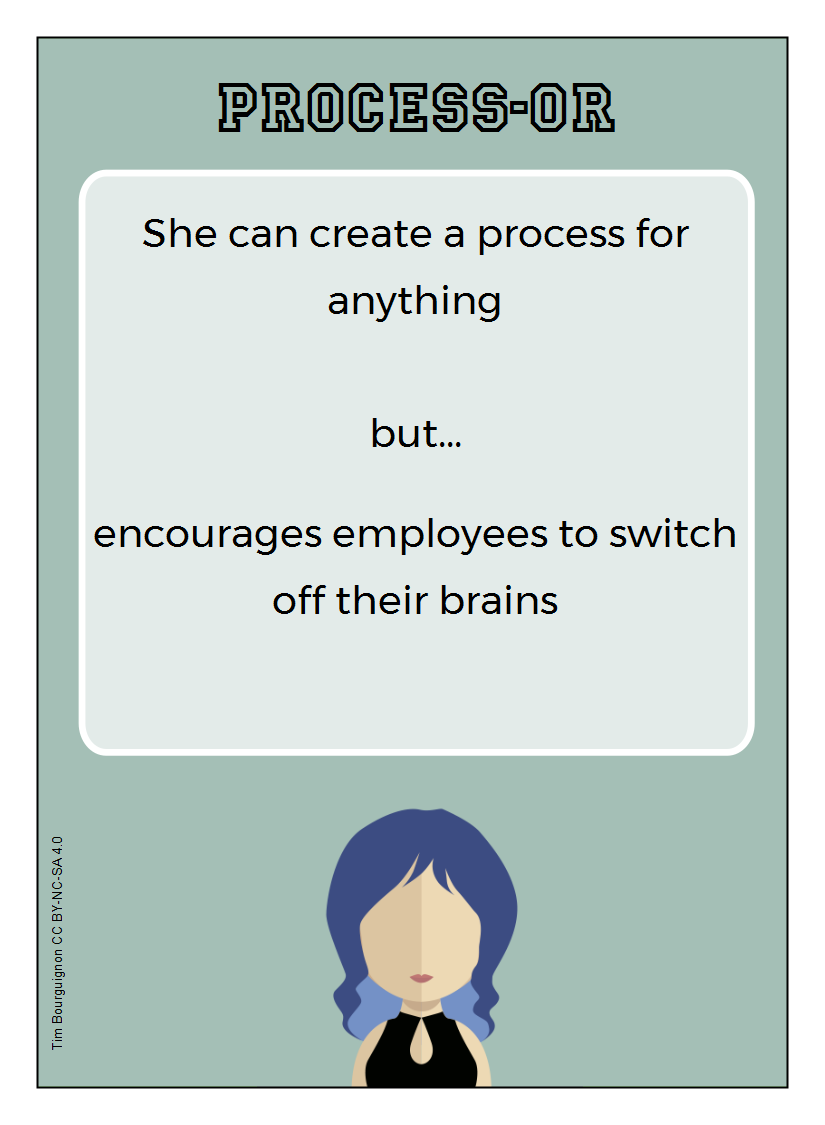 PROCESS-OR
She can create a process for
anything
but...
encourages employees to switch
off their brains
Tim Bourguignon CC BY-NC-SA 4.0